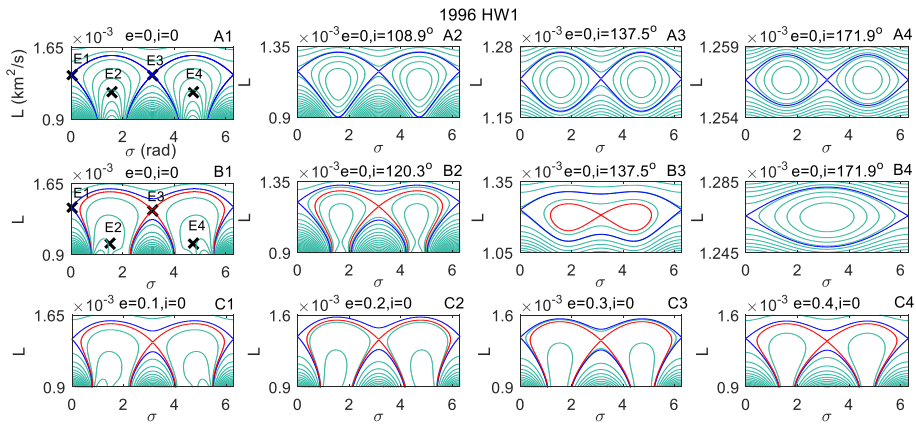 1996 HW1
×10⁻³ e=0,i=0 A1
×10⁻³ e=0,i=108.9° A2
×10⁻³ e=0,i=137.5° A3
×10⁻³ e=0,i=171.9° A4
1.65
1.35
1.28
1.259
E1 E3
E2 E4
L (km²/s)
L
L
L
0.9
0.9
1.15
1.254
0 2 4 6
0 2 4 6
0 2 4 6
0 2 4 6
σ (rad)
×10⁻³ e=0,i=0 B1
×10⁻³ e=0,i=120.3° B2
×10⁻³ e=0,i=137.5° B3
×10⁻³ e=0,i=171.9° B4
1.65
1.35
1.35
1.285
E1 E3
E2 E4
L
L
L
L
0.9
0.9
1.05
1.245
0 2 4 6
0 2 4 6
0 2 4 6
0 2 4 6
×10⁻³ e=0.1,i=0 C1
×10⁻³ e=0.2,i=0 C2
×10⁻³ e=0.3,i=0 C3
×10⁻³ e=0.4,i=0 C4
1.65
1.6
1.6
1.65
L
L
L
L
0.9
0.9
0.9
0.9
0 2 4 6
0 2 4 6
0 2 4 6
0 2 4 6
σ
σ
σ
σ